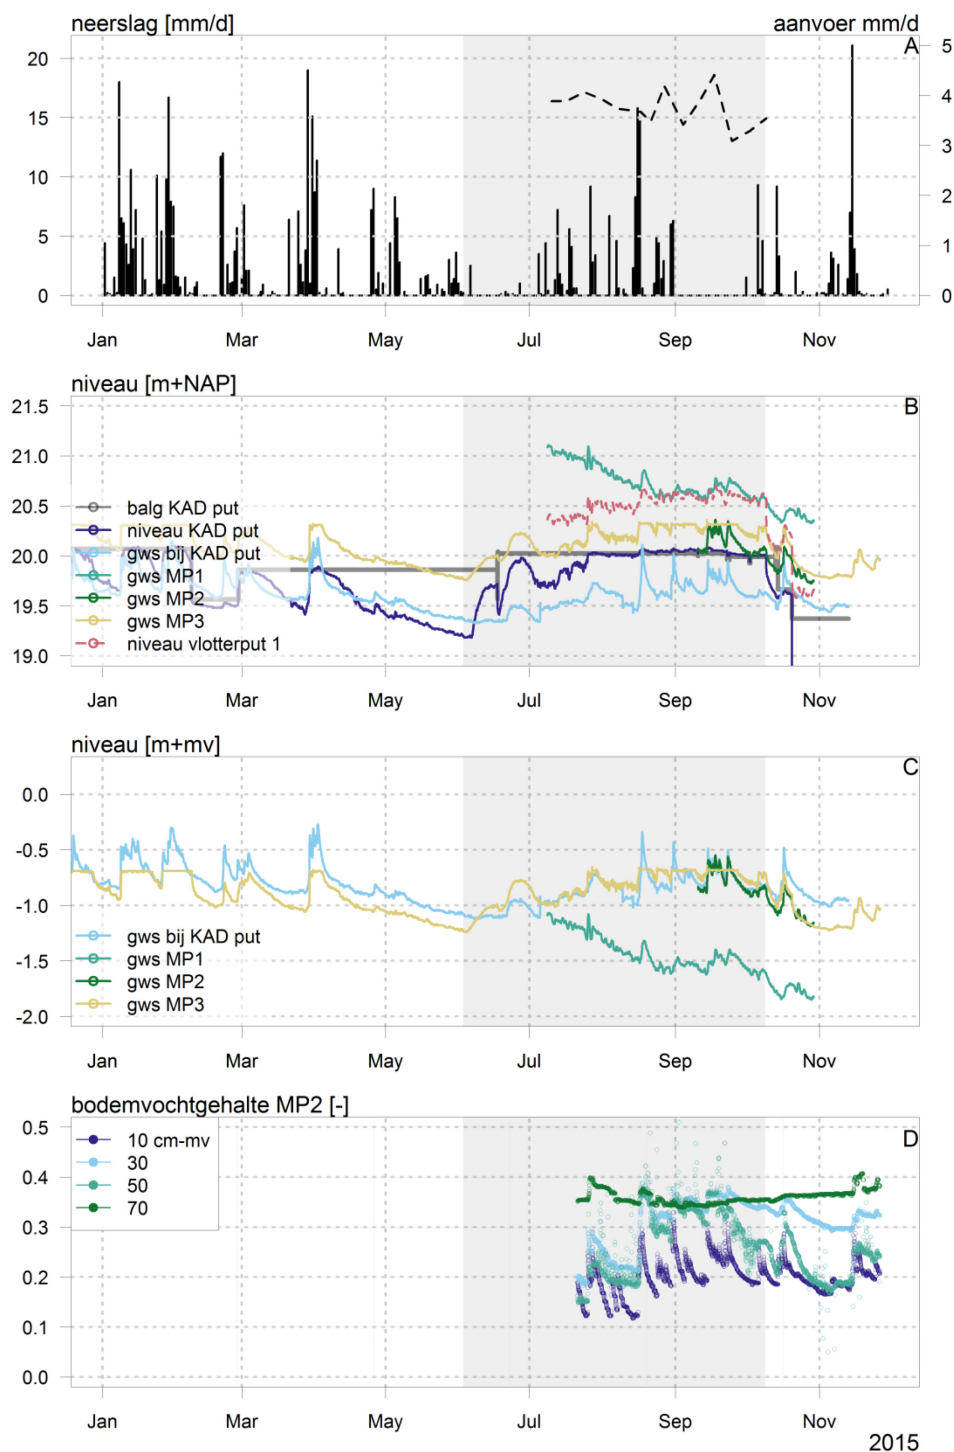 neerslag [mm/d] aanvoer mm/d
A
20 15 10 5 0
5 4 3 2 1 0
Jan Mar May Jul Sep Nov
niveau [m+NAP]
B
21.5 21.0 20.5 20.0 19.5 19.0
balg KAD put
niveau KAD put
gws bij KAD put
gws MP1
gws MP2
gws MP3
niveau vlotterput 1
Jan Mar May Jul Sep Nov
niveau [m+mv]
C
0.0 -0.5 -1.0 -1.5 -2.0
gws bij KAD put
gws MP1
gws MP2
gws MP3
Jan Mar May Jul Sep Nov
bodemvochtgehalte MP2 [-]
D
0.5 0.4 0.3 0.2 0.1 0.0
10 cm-mv
30
50
70
Jan Mar May Jul Sep Nov
2015